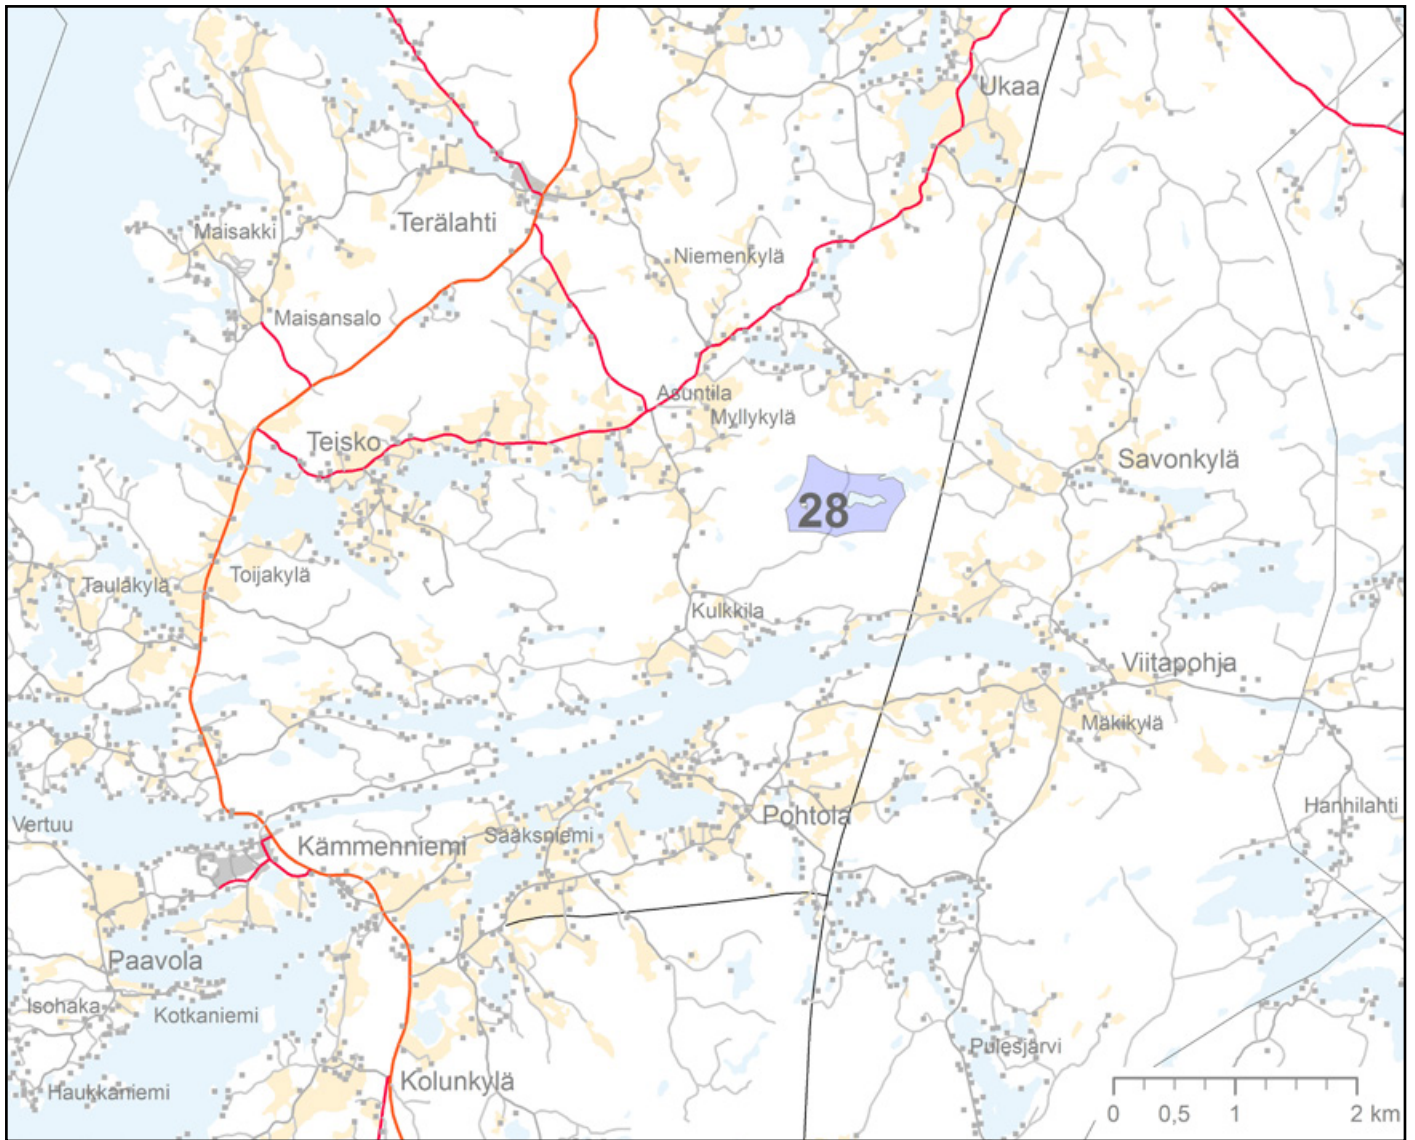 Ukaa
Terälahti
Maisakki
Niemenkylä
Maisansalo
Asuntila
Myllykylä
Teisko
Savonkylä
28
Taulakylä
Toijakylä
Kulkkila
Viitapohja
Mäkikylä
Hanhilahti
Pohtola
Vertuu
Kämmenniemi
Sääksniemi
Paavola
Isohaka
Kotkaniemi
Pulesjärvi
Kolunkylä
Haukkaniemi
0 0,5 1 2 km